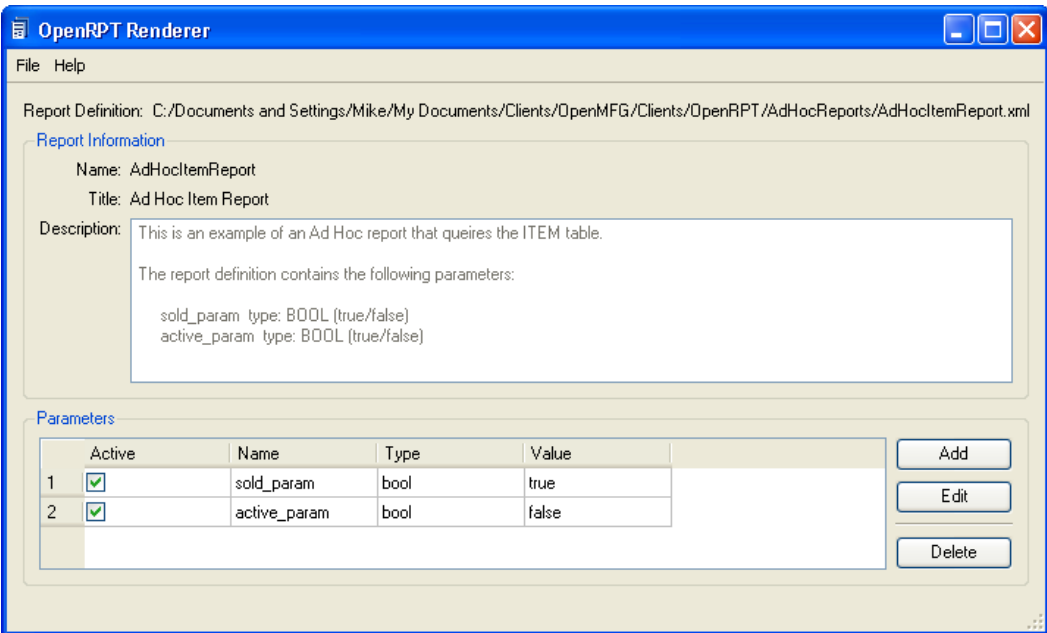 OpenRPT Renderer
File Help
Report Definition: C:/Documents and Settings/Mike/My Documents/Clients/OpenMFG/Clients/OpenRPT/AdHocReports/AdHocItemReport.xml
Report Information
Name: AdHocItemReport
Title: Ad Hoc Item Report
Description: This is an example of an Ad Hoc report that queires the ITEM table.
The report definition contains the following parameters:
sold_param type: BOOL (true/false)
active_param type: BOOL (true/false)
Parameters
Active Name Type Value
1 sold_param bool true
2 active_param bool false
Add
Edit
Delete